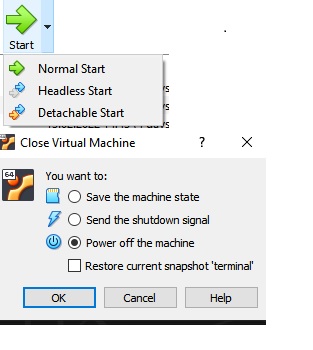 Start
Normal Start
Headless Start
Detachable Start
64
Close Virtual Machine
?
You want to:
Save the machine state
Send the shutdown signal
Power off the machine
Restore current snapshot 'terminal'
OK
Cancel
Help